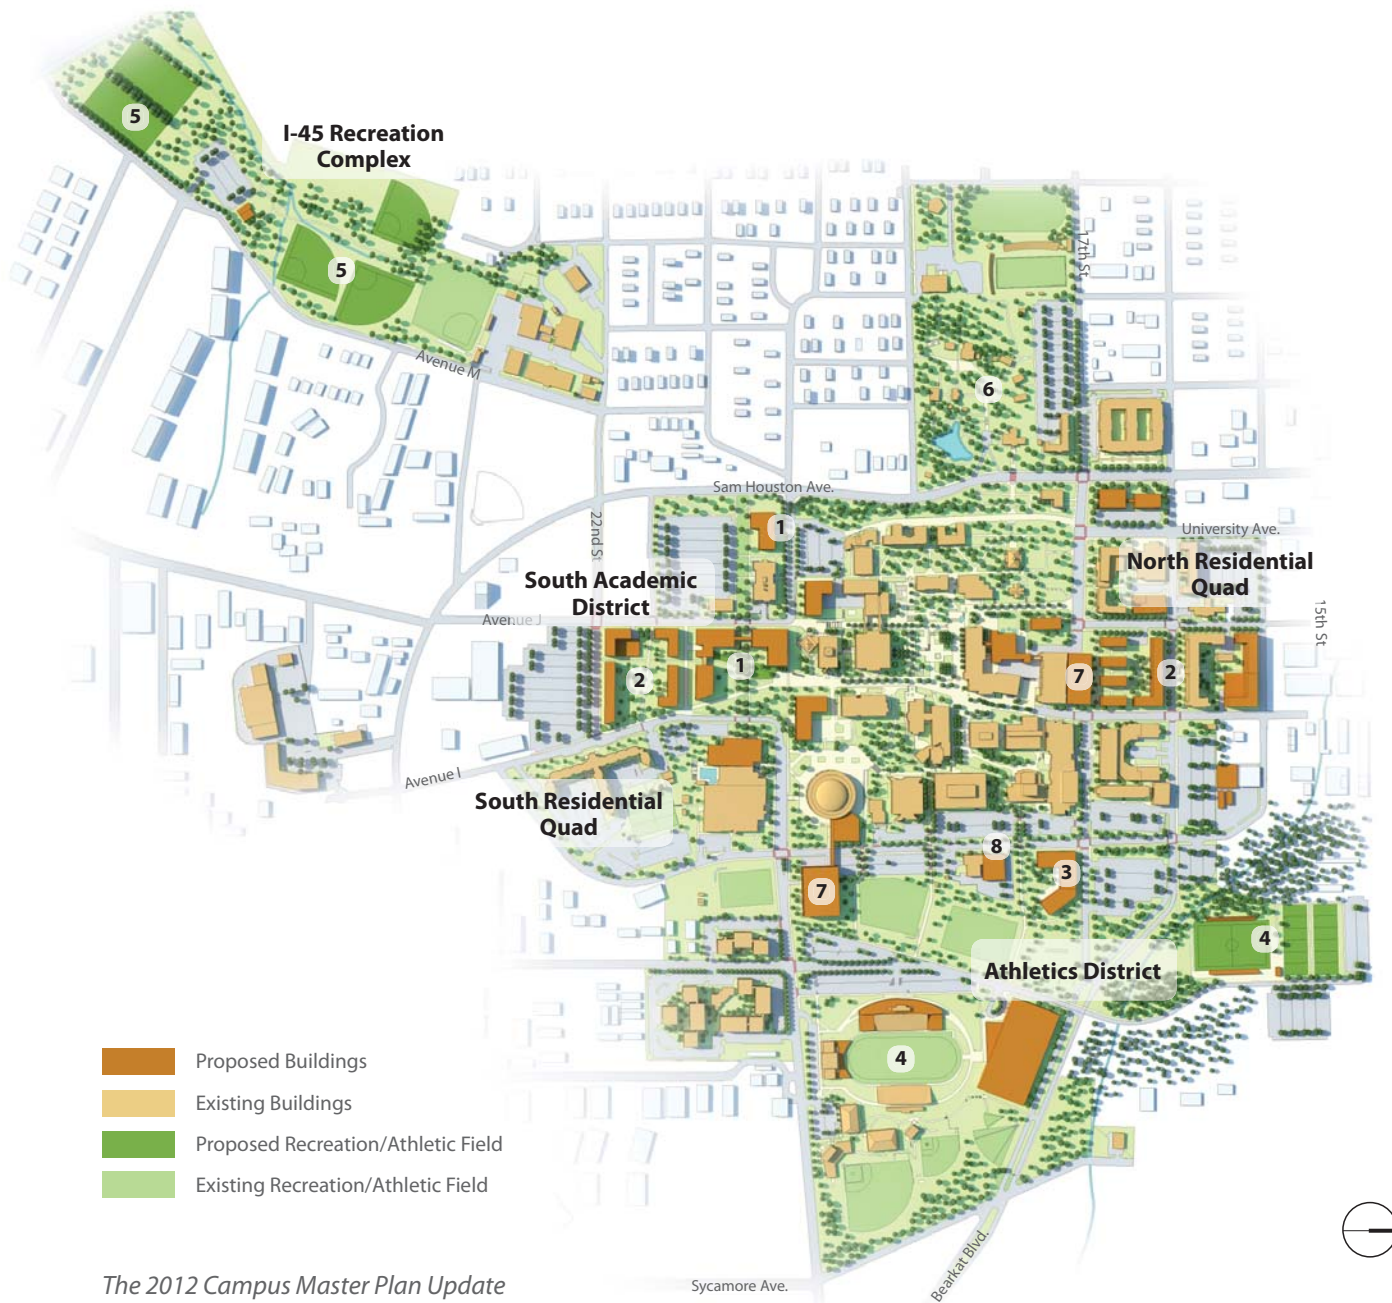 5
I-45 Recreation
Complex
5
17th St
Avenue M
6
Sam Houston Ave.
22nd St
1
University Ave.
North Residential
Quad
South Academic
District
Avenue J
15th St
1
2
7
2
Avenue I
South Residential
Quad
8
3
7
4
Athletics District
4
Proposed Buildings
Existing Buildings
Proposed Recreation/Athletic Field
Existing Recreation/Athletic Field
The 2012 Campus Master Plan Update
Sycamore Ave.
Bearkat Blvd.